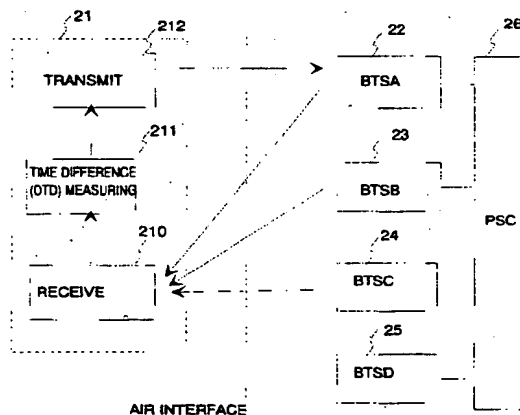 21
212
22
26
TRANSMIT
BTSA
211
23
TIME DIFFERENCE
(OTD) MEASURING
BTSB
PSC
210
24
RECEIVE
BTSC
25
BTSD
AIR INTERFACE